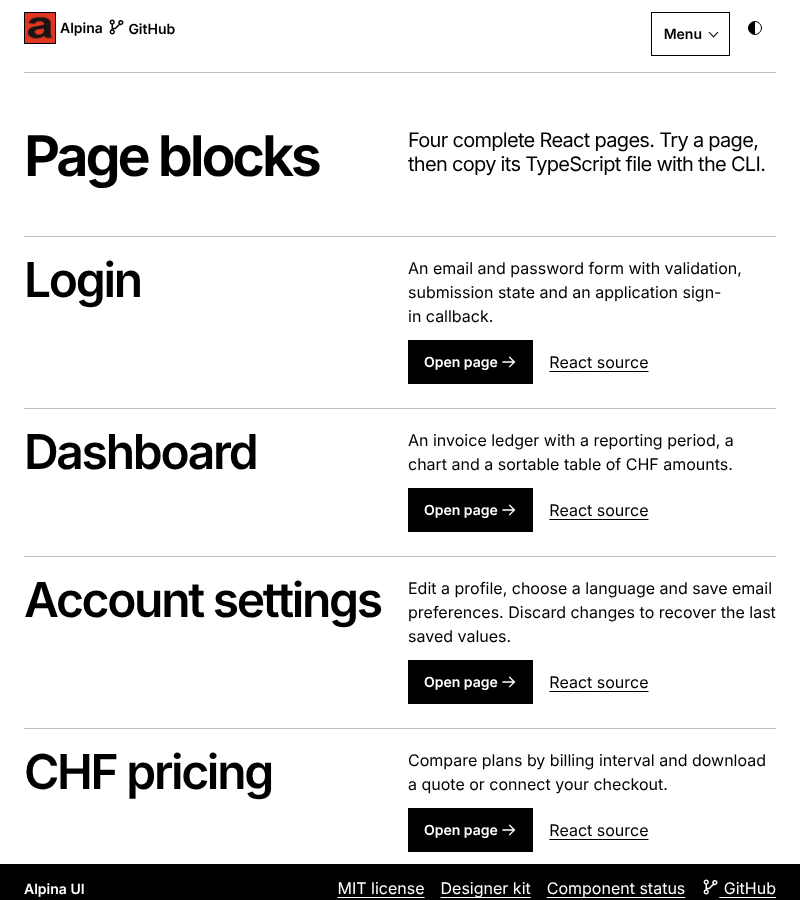 a Alpina GitHub Menu
Page blocks
Four complete React pages. Try a page,
then copy its TypeScript file with the CLI.
Login
An email and password form with validation,
submission state and an application sign-
in callback.
Open page → React source
Dashboard
An invoice ledger with a reporting period, a
chart and a sortable table of CHF amounts.
Open page → React source
Account settings
Edit a profile, choose a language and save email
preferences. Discard changes to recover the last
saved values.
Open page → React source
CHF pricing
Compare plans by billing interval and download
a quote or connect your checkout.
Open page → React source
Alpina UI MIT license Designer kit Component status GitHub